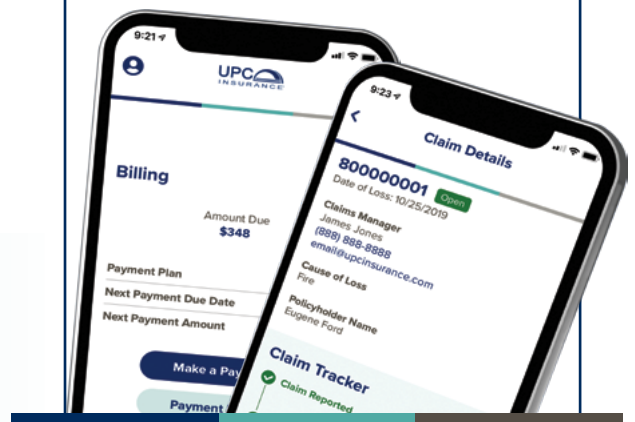 9:21
UPC
INSURANCE
Billing
Amount Due
$348
Payment Plan
Next Payment Due Date
Next Payment Amount
Make a Pay
Payment
9:23
Claim Details
800000001 Open
Date of Loss: 10/25/2019
Claims Manager
James Jones
(888) 888-8888
email@upcinsurance.com
Cause of Loss
Fire
Policyholder Name
Eugene Ford
Claim Tracker
Claim Reported